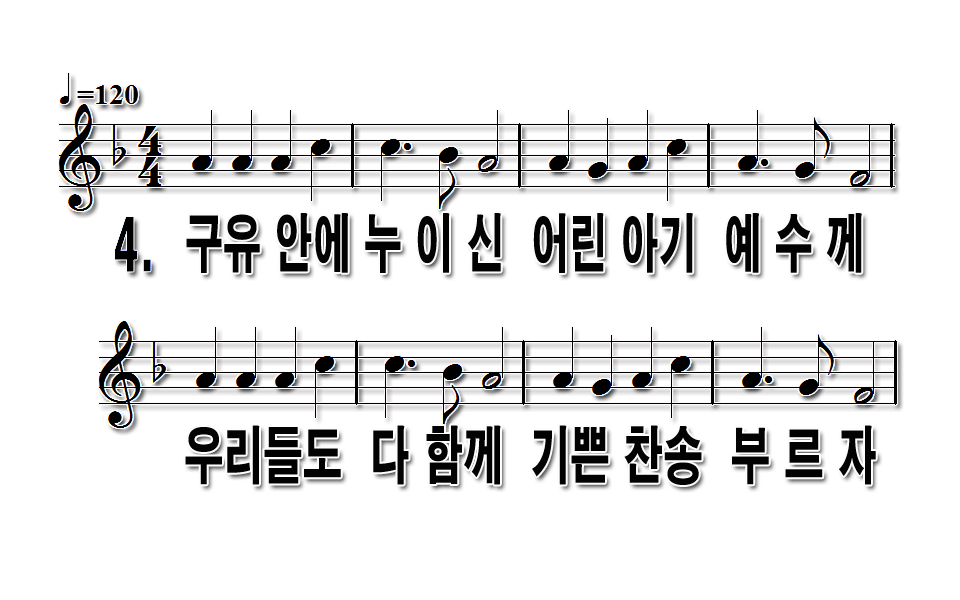 ♩=120
4. 구유 안에 누 이 신 어린 아기 예 수 께
우리들도 다 함께 기쁜 찬송 부 르 자